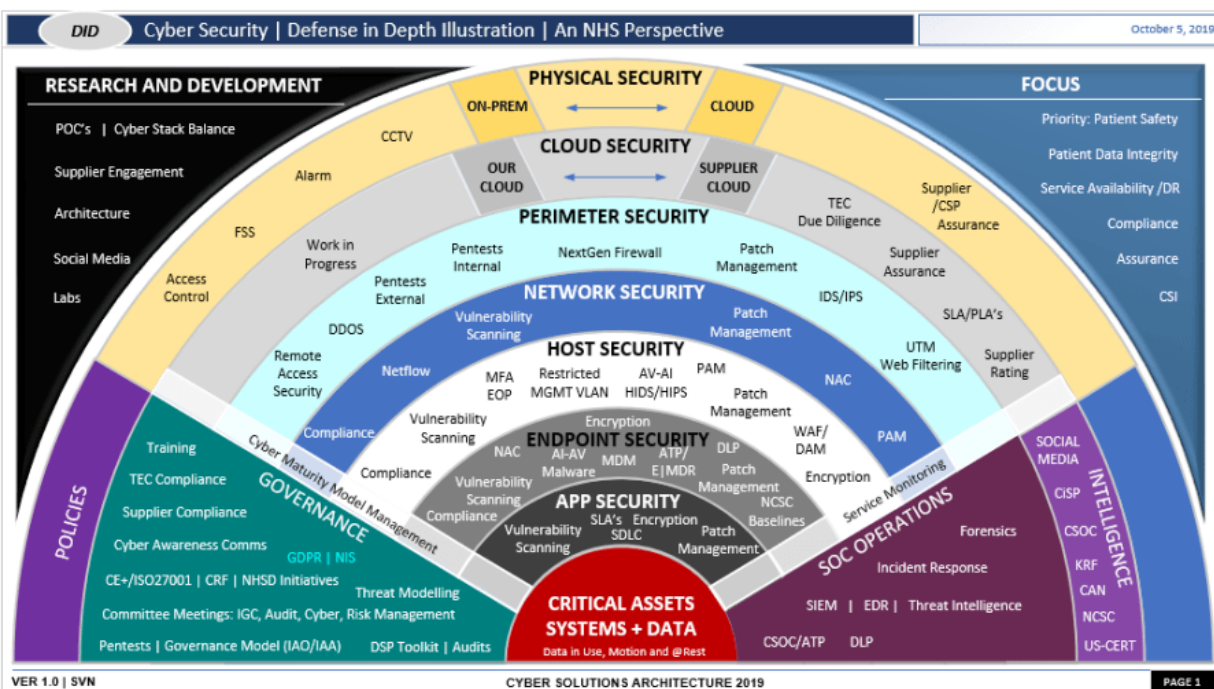 DID
Cyber Security | Defense in Depth Illustration | An NHS Perspective
October 5, 2019
RESEARCH AND DEVELOPMENT
POC's | Cyber Stack Balance
Supplier Engagement
Architecture
Social Media
Labs
FOCUS
Priority: Patient Safety
Patient Data Integrity
Service Availability /DR
Compliance
Assurance
CSI
PHYSICAL SECURITY
ON-PREM
CLOUD
CCTV
Alarm
FSS
Access
Control
Supplier
/CSP
Assurance
CLOUD SECURITY
OUR
CLOUD
SUPPLIER
CLOUD
Work in
Progress
TEC
Due Diligence
Supplier
Assurance
SLA/PLA's
Supplier
Rating
PERIMETER SECURITY
Pentests
Internal
NextGen Firewall
Patch
Management
Pentests
External
IDS/IPS
DDOS
UTM
Web Filtering
Remote
Access
Security
NETWORK SECURITY
Vulnerability
Scanning
Patch
Management
Netflow
NAC
Compliance
PAM
HOST SECURITY
MFA
EOP
Restricted
MGMT VLAN
AV-AI
HIDS/HIPS
PAM
Patch
Management
Vulnerability
Scanning
WAF/
DAM
Compliance
Encryption
Encryption
ENDPOINT SECURITY
NAC
AI-AV
Malware
MDM
ATP/
E|MDR
DLP
Patch
Management
Vulnerability
Scanning
NCSC
Baselines
Compliance
APP SECURITY
Vulnerability
Scanning
SLA's
SDLC
Encryption
Patch
Management
CRITICAL ASSETS
SYSTEMS + DATA
Data in Use, Motion and @Rest
Cyber Maturity Model Management
Service Monitoring
POLICIES
GOVERNANCE
Training
TEC Compliance
Supplier Compliance
Cyber Awareness Comms
GDPR | NIS
CE+/ISO27001 | CRF | NHSD Initiatives
Threat Modelling
Committee Meetings: IGC, Audit, Cyber, Risk Management
Pentests | Governance Model (IAO/IAA)
DSP Toolkit | Audits
SOC OPERATIONS
Forensics
Incident Response
SIEM | EDR | Threat Intelligence
CSOC/ATP
DLP
INTELLIGENCE
SOCIAL
MEDIA
CiSP
CSOC
KRF
CAN
NCSC
US-CERT
VER 1.0 | SVN
CYBER SOLUTIONS ARCHITECTURE 2019
PAGE 1